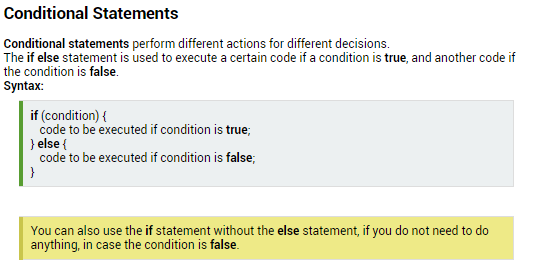 Conditional Statements
Conditional statements perform different actions for different decisions.
The if else statement is used to execute a certain code if a condition is true, and another code if
the condition is false.
Syntax:
if (condition) {
code to be executed if condition is true;
} else {
code to be executed if condition is false;
}
You can also use the if statement without the else statement, if you do not need to do
anything, in case the condition is false.